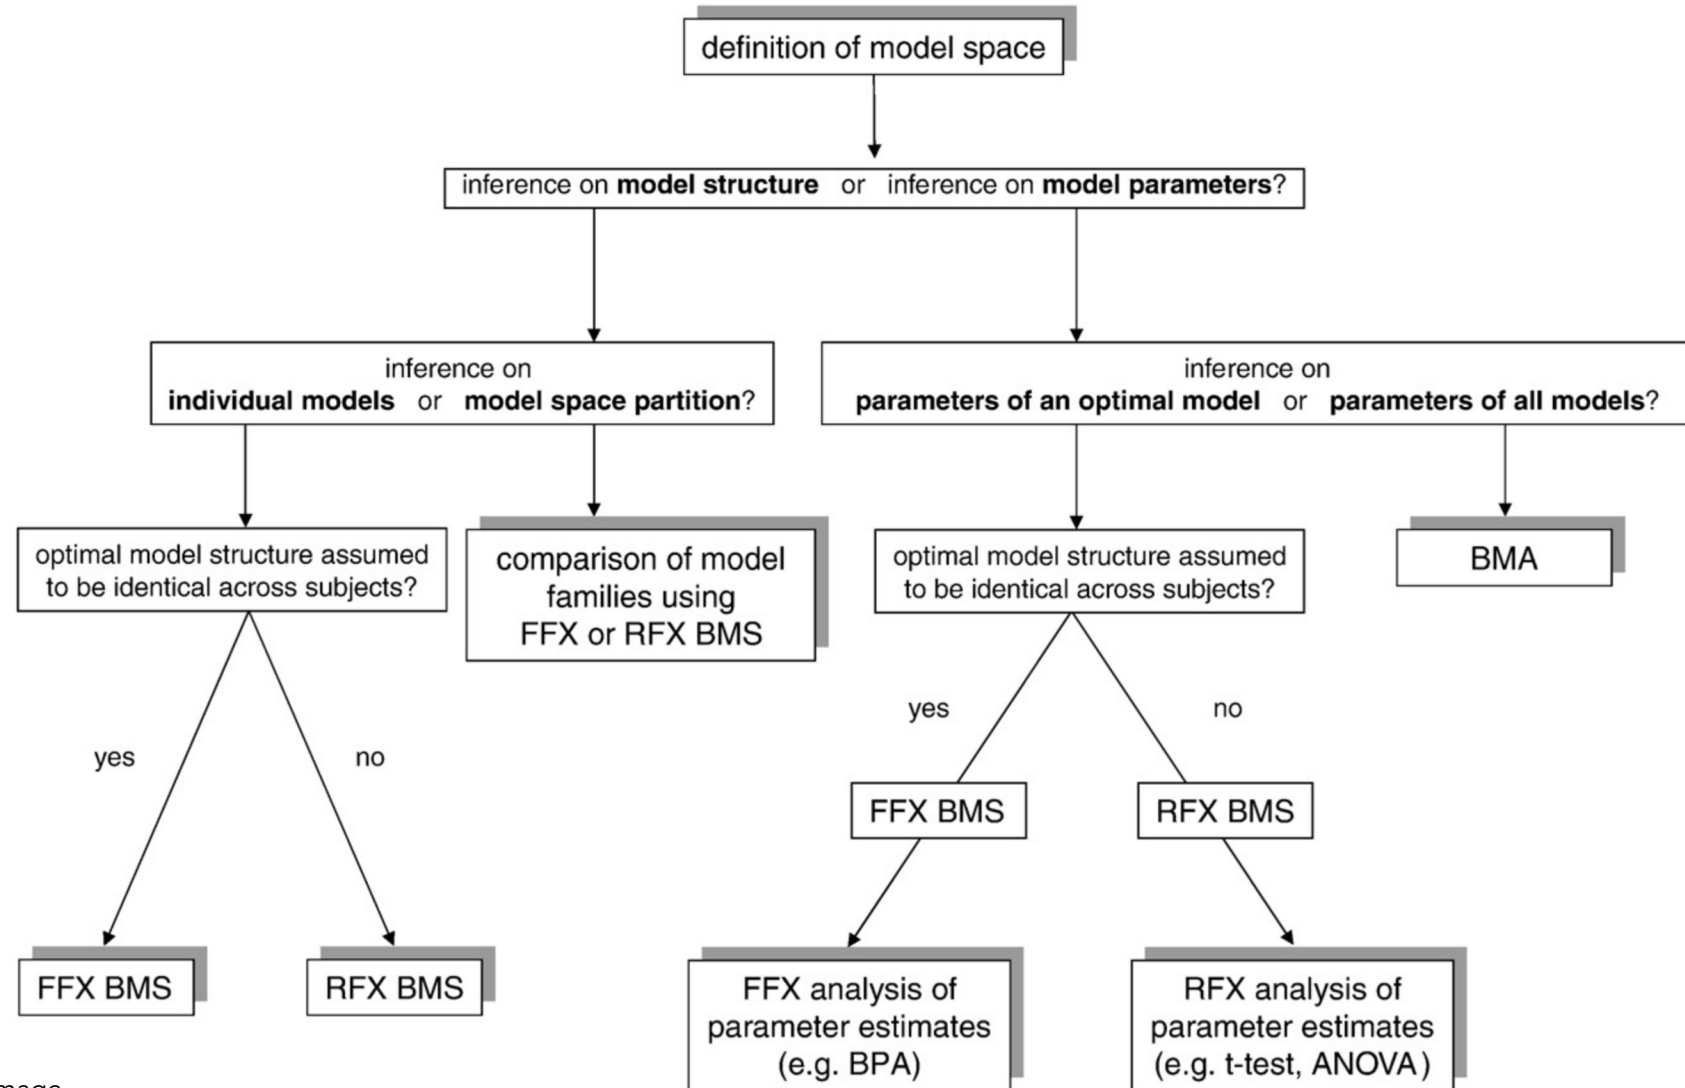 definition of model space
inference on model structure or inference on model parameters?
inference on
individual models or model space partition?
inference on
parameters of an optimal model or parameters of all models?
optimal model structure assumed
to be identical across subjects?
comparison of model
families using
FFX or RFX BMS
optimal model structure assumed
to be identical across subjects?
BMA
yes
no
yes
no
FFX BMS
RFX BMS
FFX BMS
RFX BMS
FFX analysis of
parameter estimates
(e.g. BPA)
RFX analysis of
parameter estimates
(e.g. t-test, ANOVA)